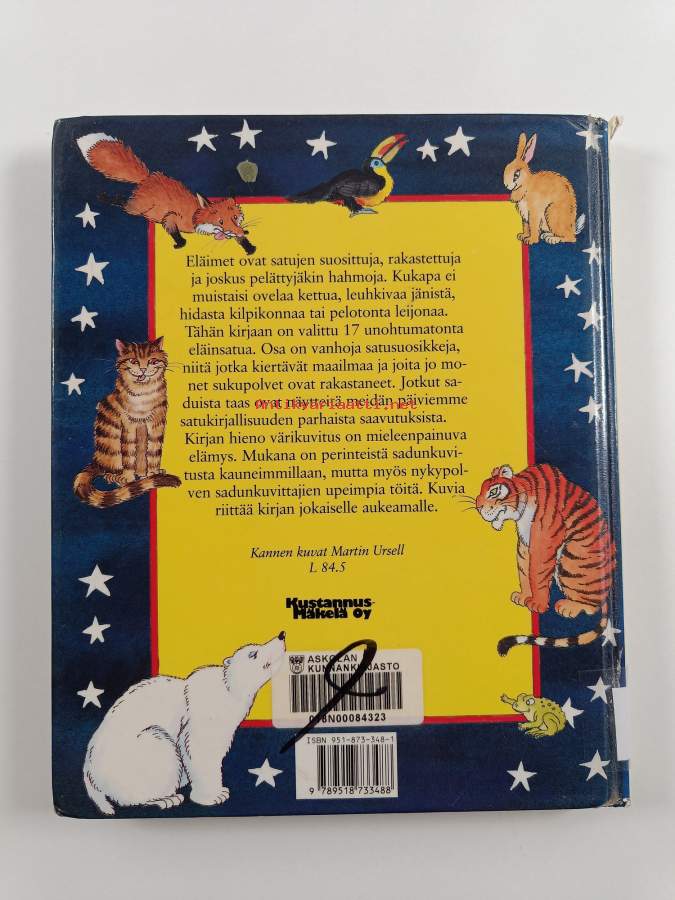 Eläimet ovat satujen suosittuja, rakastettuja
ja joskus pelättyjäkin hahmoja. Kukapa ei
muistaisi ovelaa kettua, leuhkivaa jänistä,
hidasta kilpikonnaa tai pelotonta leijonaa.
Tähän kirjaan on valittu 17 unohtumatonta
eläinsatua. Osa on vanhoja satusuosikkeja,
niitä jotka kiertävät maailmaa ja joita jo mo-
net sukupolvet ovat rakastaneet. Jotkut sa-
duista taas ovat näytteitä meidän päiviemme
antikvariaatti.net
satukirjallisuuden parhaista saavutuksista.
Kirjan hieno värikuvitus on mieleenpainuva
elämys. Mukana on perinteistä sadunkuvi-
tusta kauneimmillaan, mutta myös nykypol-
ven sadunkuvittajien upeimpia töitä. Kuvia
riittää kirjan jokaiselle aukeamalle.
Kannen kuvat Martin Ursell
L 84.5
Kustannus-
Mäkelä Oy
ASKOLAN
KUNNANKIRJASTO
018N00084323
ISBN 951-873-348-1
9 789518 733488